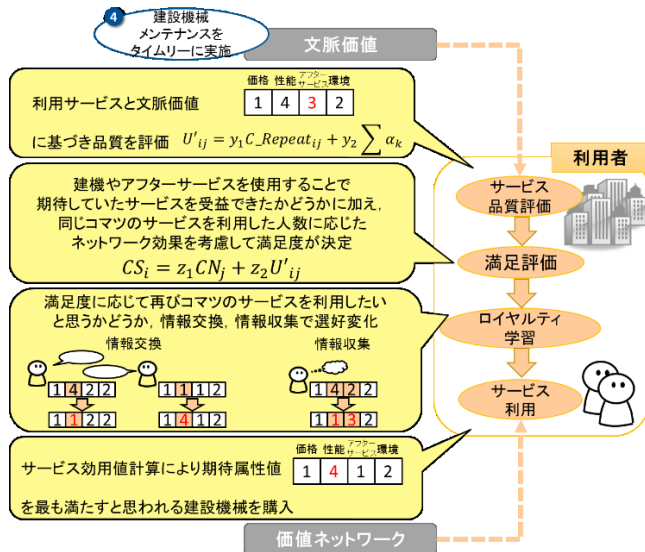 4
建設機械
メンテナンスを
タイムリーに実施
文脈価値
価格 性能 アフターサービス 環境
1 4 3 2
利用サービスと文脈価値
に基づき品質を評価 U'ij = y1C_Repeatij + y2 ∑ αk
利用者
サービス
品質評価
建機やアフターサービスを使用することで
期待していたサービスを受益できたかどうかに加え,
同じコマツのサービスを利用した人数に応じた
ネットワーク効果を考慮して満足度が決定
CSi = z1CNj + z2U'ij
満足評価
満足度に応じて再びコマツのサービスを利用したい
と思うかどうか, 情報交換, 情報収集で選好変化
情報交換 情報収集
1 4 2 2 1 1 1 2 1 4 2 2
1 1 2 2 1 4 1 2 1 1 3 2
ロイヤルティ
学習
サービス
利用
価格 性能 アフターサービス 環境
サービス効用値計算により期待属性値 1 4 1 2
を最も満たすと思われる建設機械を購入
価値ネットワーク